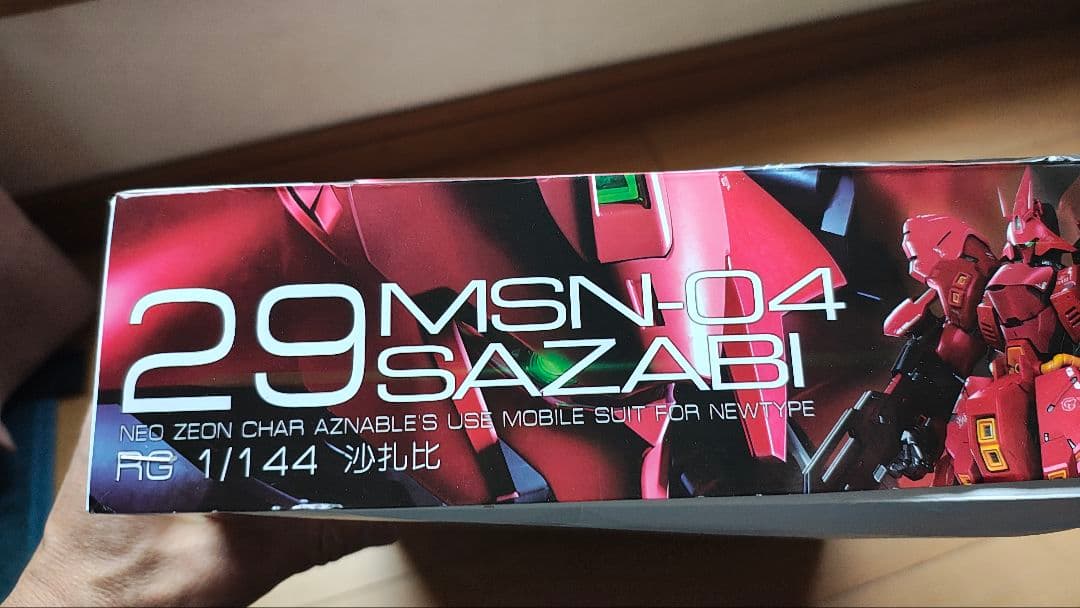 29 MSN-04
SAZABI
NEO ZEON CHAR AZNABLE'S USE MOBILE SUIT FOR NEWTYPE
RG 1/144 沙扎比